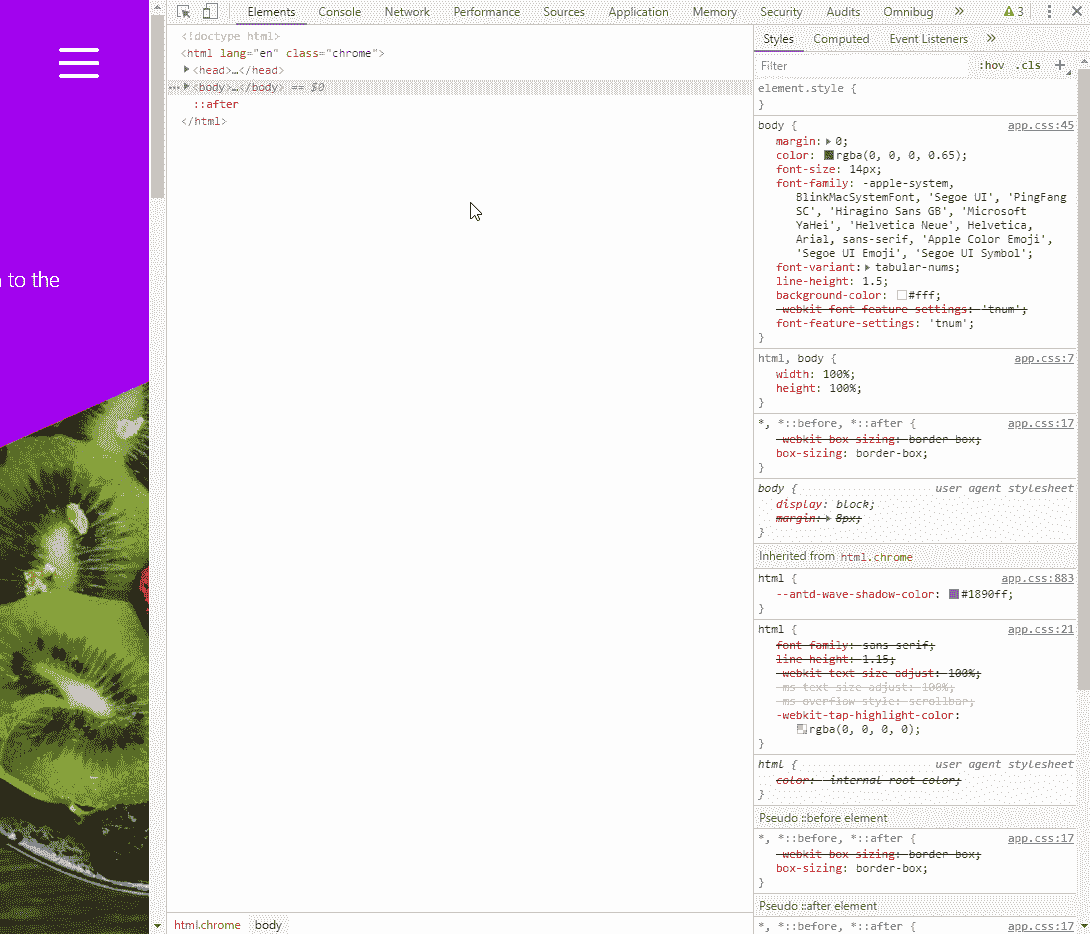 Elements Console Network Performance Sources Application Memory Security Audits Omnibug » 3
<!doctype html>
<html lang="en" class="chrome">
<head>…</head>
<body>…</body> == $0
::after
</html>
n to the
html.chrome body
Styles Computed Event Listeners »
Filter :hov .cls +
element.style {
}
body { app.css:45
margin: 0;
color: rgba(0, 0, 0, 0.65);
font-size: 14px;
font-family: -apple-system,
BlinkMacSystemFont, 'Segoe UI', 'PingFang
SC', 'Hiragino Sans GB', 'Microsoft
YaHei', 'Helvetica Neue', Helvetica,
Arial, sans-serif, 'Apple Color Emoji',
'Segoe UI Emoji', 'Segoe UI Symbol';
font-variant: tabular-nums;
line-height: 1.5;
background-color: #fff;
-webkit-font-feature-settings: 'tnum';
font-feature-settings: 'tnum';
}
html, body { app.css:7
width: 100%;
height: 100%;
}
*, *::before, *::after { app.css:17
-webkit-box-sizing: border-box;
box-sizing: border-box;
}
body { user agent stylesheet
display: block;
margin: 8px;
}
Inherited from html.chrome
html { app.css:883
--antd-wave-shadow-color: #1890ff;
}
html { app.css:21
font-family: sans-serif;
line-height: 1.15;
-webkit-text-size-adjust: 100%;
-ms-text-size-adjust: 100%;
-ms-overflow-style: scrollbar;
-webkit-tap-highlight-color:
rgba(0, 0, 0, 0);
}
html { user agent stylesheet
color: -internal-root-color;
}
Pseudo ::before element
*, *::before, *::after { app.css:17
-webkit-box-sizing: border-box;
box-sizing: border-box;
}
Pseudo ::after element
*, *::before, *::after { app.css:17